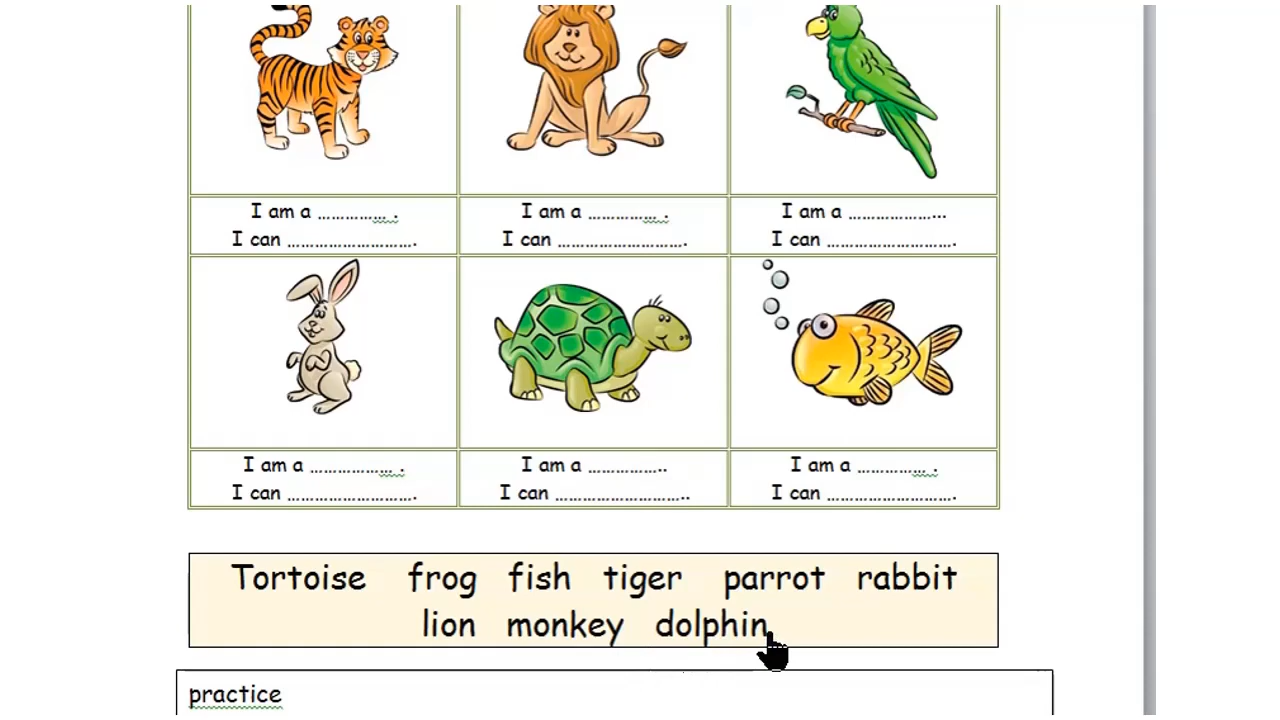 I am a …………… .
I can ……………………….
I am a …………… .
I can ……………………….
I am a ………………...
I can ……………………….
I am a ……………… .
I can ……………………….
I am a ……………..
I can ………………………..
I am a …………… .
I can ……………………….
Tortoise frog fish tiger parrot rabbit
lion monkey dolphin
practice